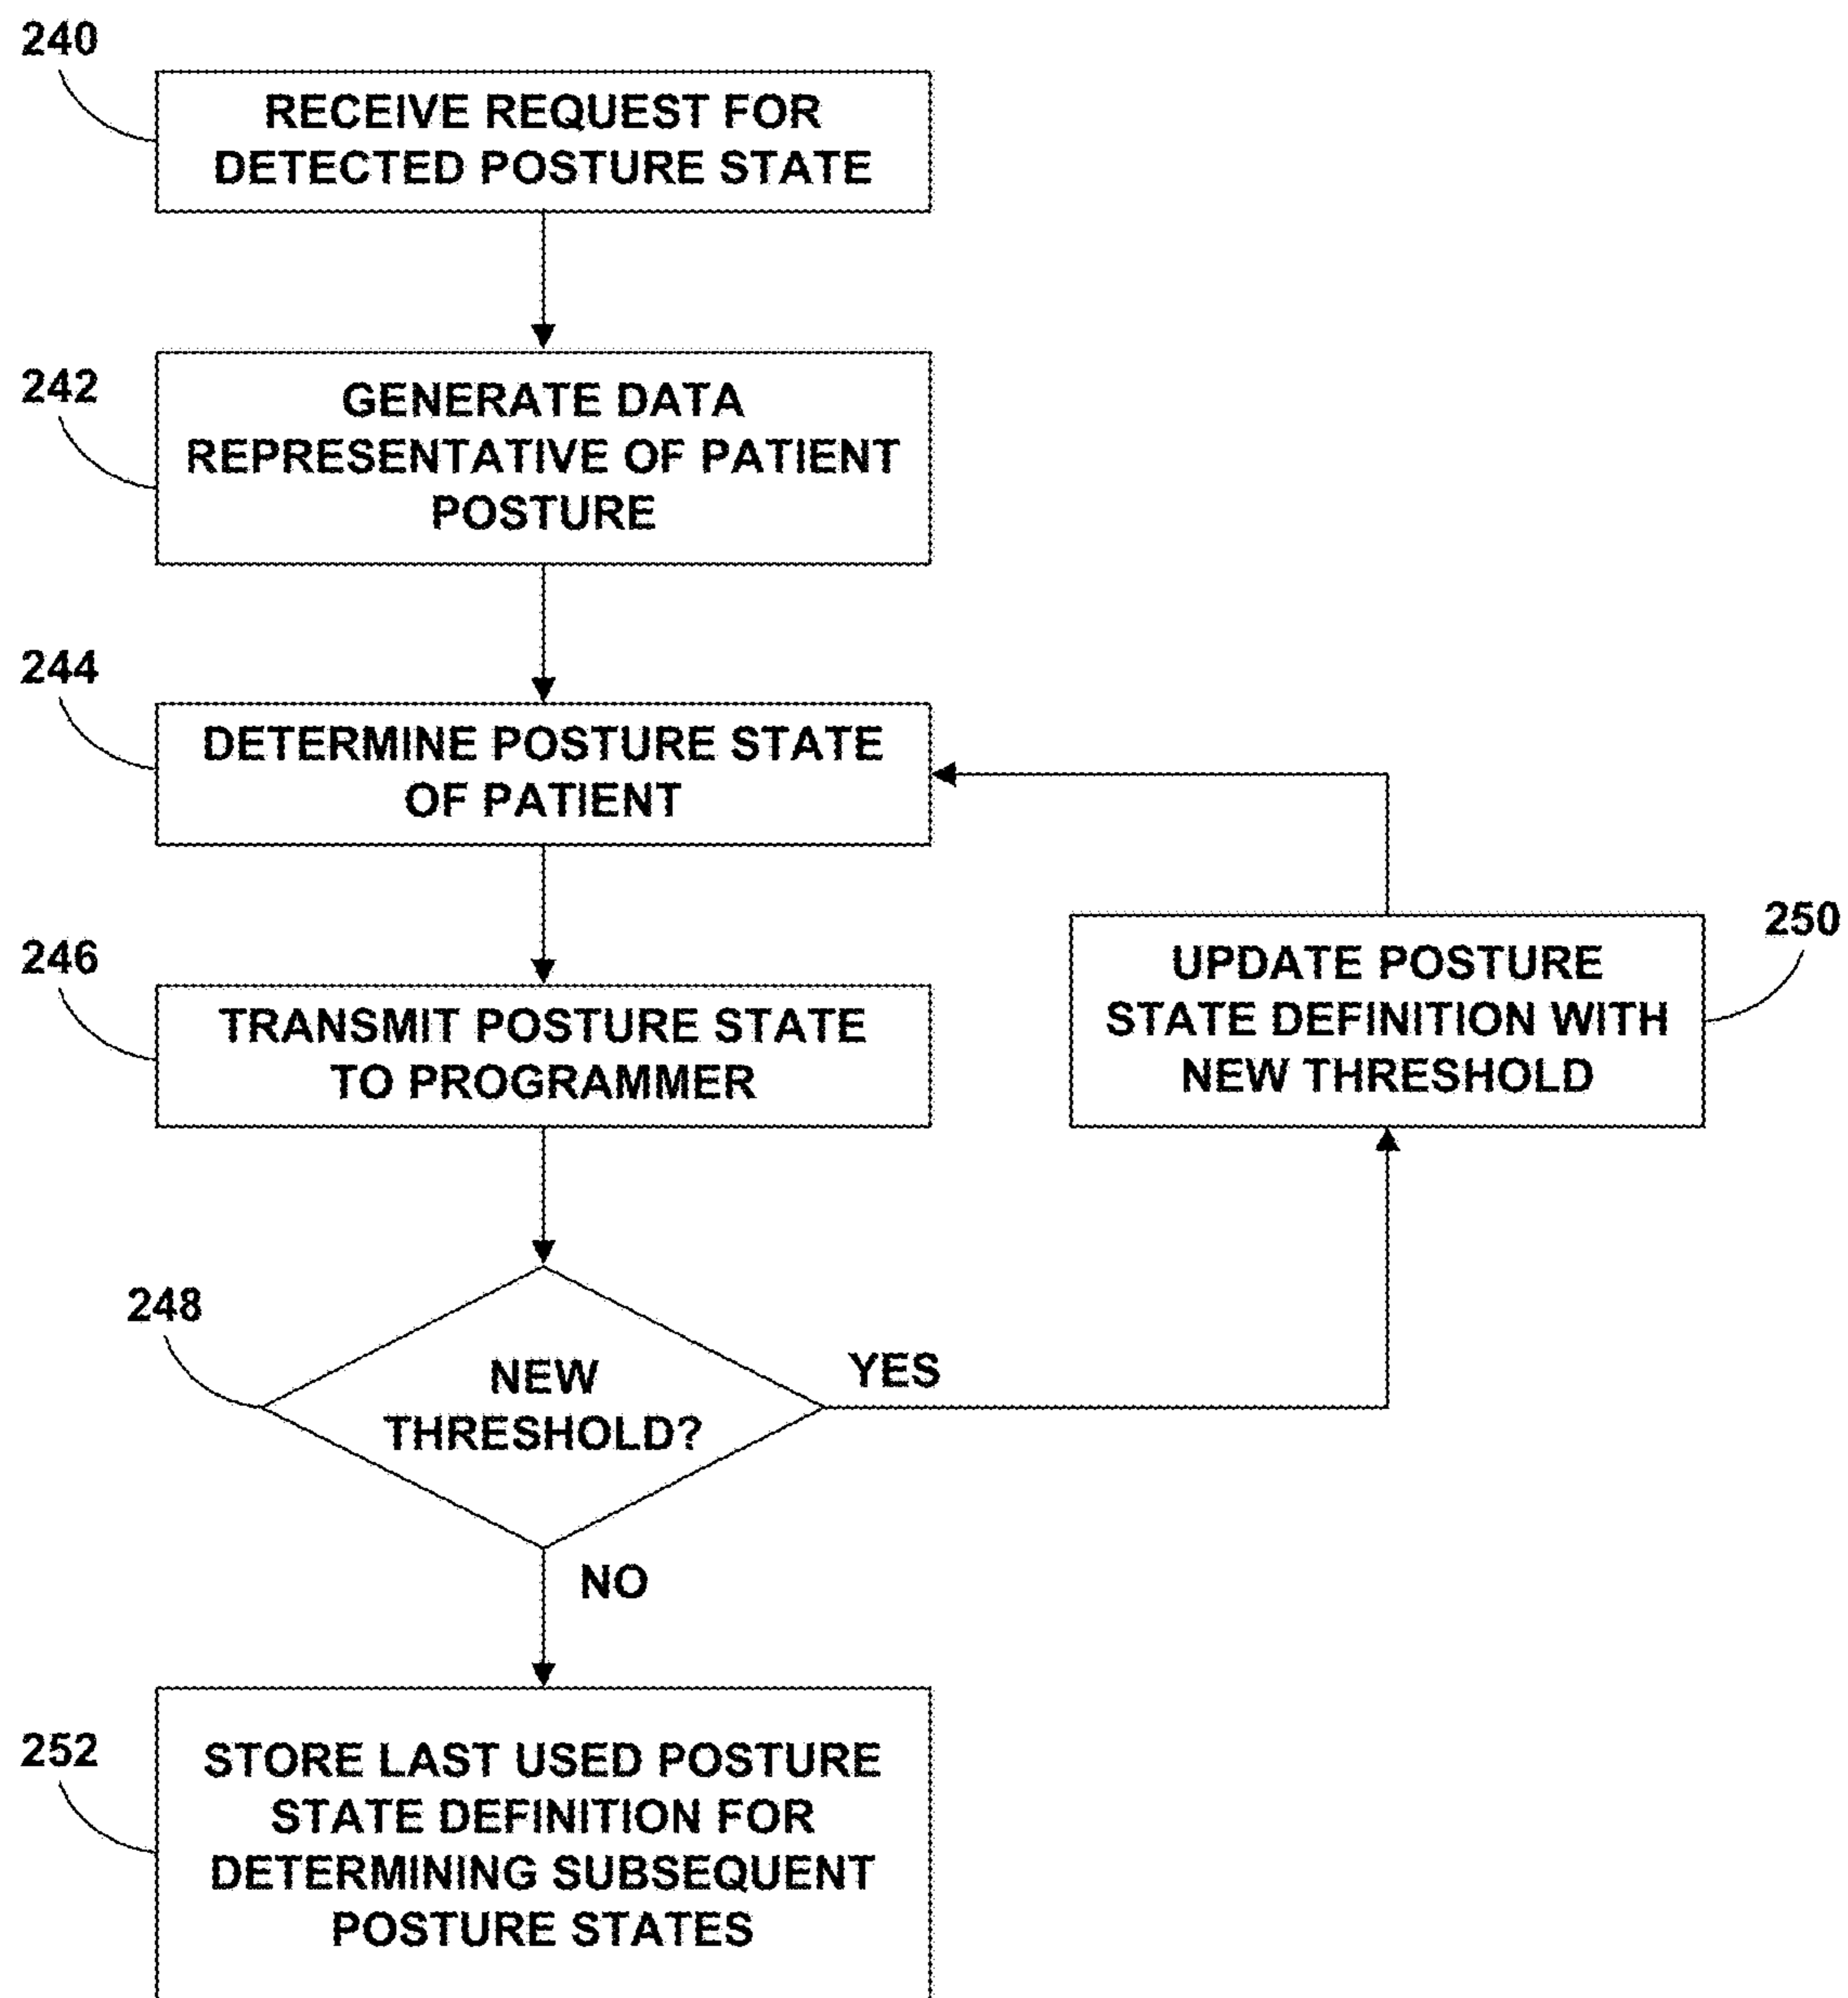 240
RECEIVE REQUEST FOR
DETECTED POSTURE STATE
242
GENERATE DATA
REPRESENTATIVE OF PATIENT
POSTURE
244
DETERMINE POSTURE STATE
OF PATIENT
246
TRANSMIT POSTURE STATE
TO PROGRAMMER
250
UPDATE POSTURE
STATE DEFINITION WITH
NEW THRESHOLD
248
NEW
THRESHOLD?
YES
NO
252
STORE LAST USED POSTURE
STATE DEFINITION FOR
DETERMINING SUBSEQUENT
POSTURE STATES